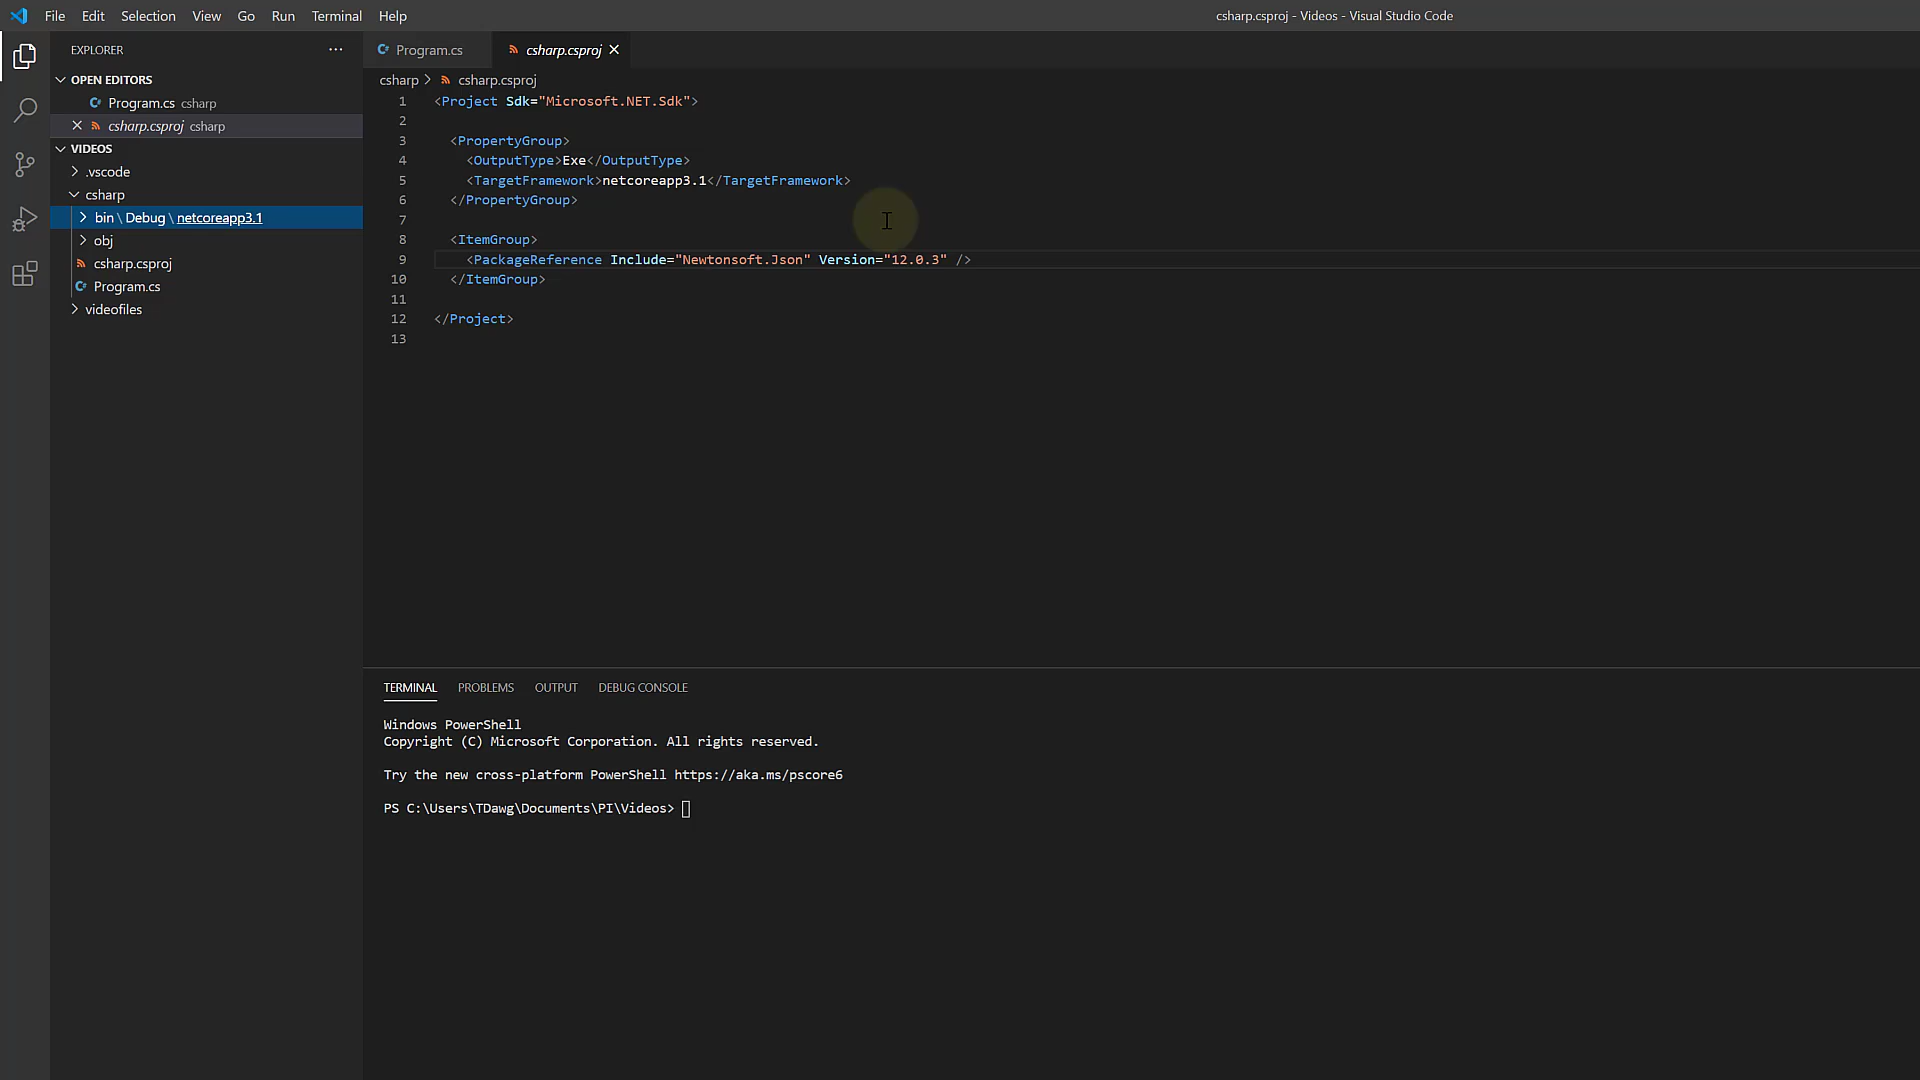 File Edit Selection View Go Run Terminal Help
csharp.csproj - Videos - Visual Studio Code
EXPLORER ···
OPEN EDITORS
Program.cs csharp
csharp.csproj csharp
VIDEOS
.vscode
csharp
bin \ Debug \ netcoreapp3.1
obj
csharp.csproj
Program.cs
videofiles
Program.cs
csharp.csproj
csharp > csharp.csproj
1 <Project Sdk="Microsoft.NET.Sdk">
2
3 <PropertyGroup>
4 <OutputType>Exe</OutputType>
5 <TargetFramework>netcoreapp3.1</TargetFramework>
6 </PropertyGroup>
7
8 <ItemGroup>
9 <PackageReference Include="Newtonsoft.Json" Version="12.0.3" />
10 </ItemGroup>
11
12 </Project>
13
TERMINAL PROBLEMS OUTPUT DEBUG CONSOLE
Windows PowerShell
Copyright (C) Microsoft Corporation. All rights reserved.
Try the new cross-platform PowerShell https://aka.ms/pscore6
PS C:\Users\TDawg\Documents\PI\Videos>